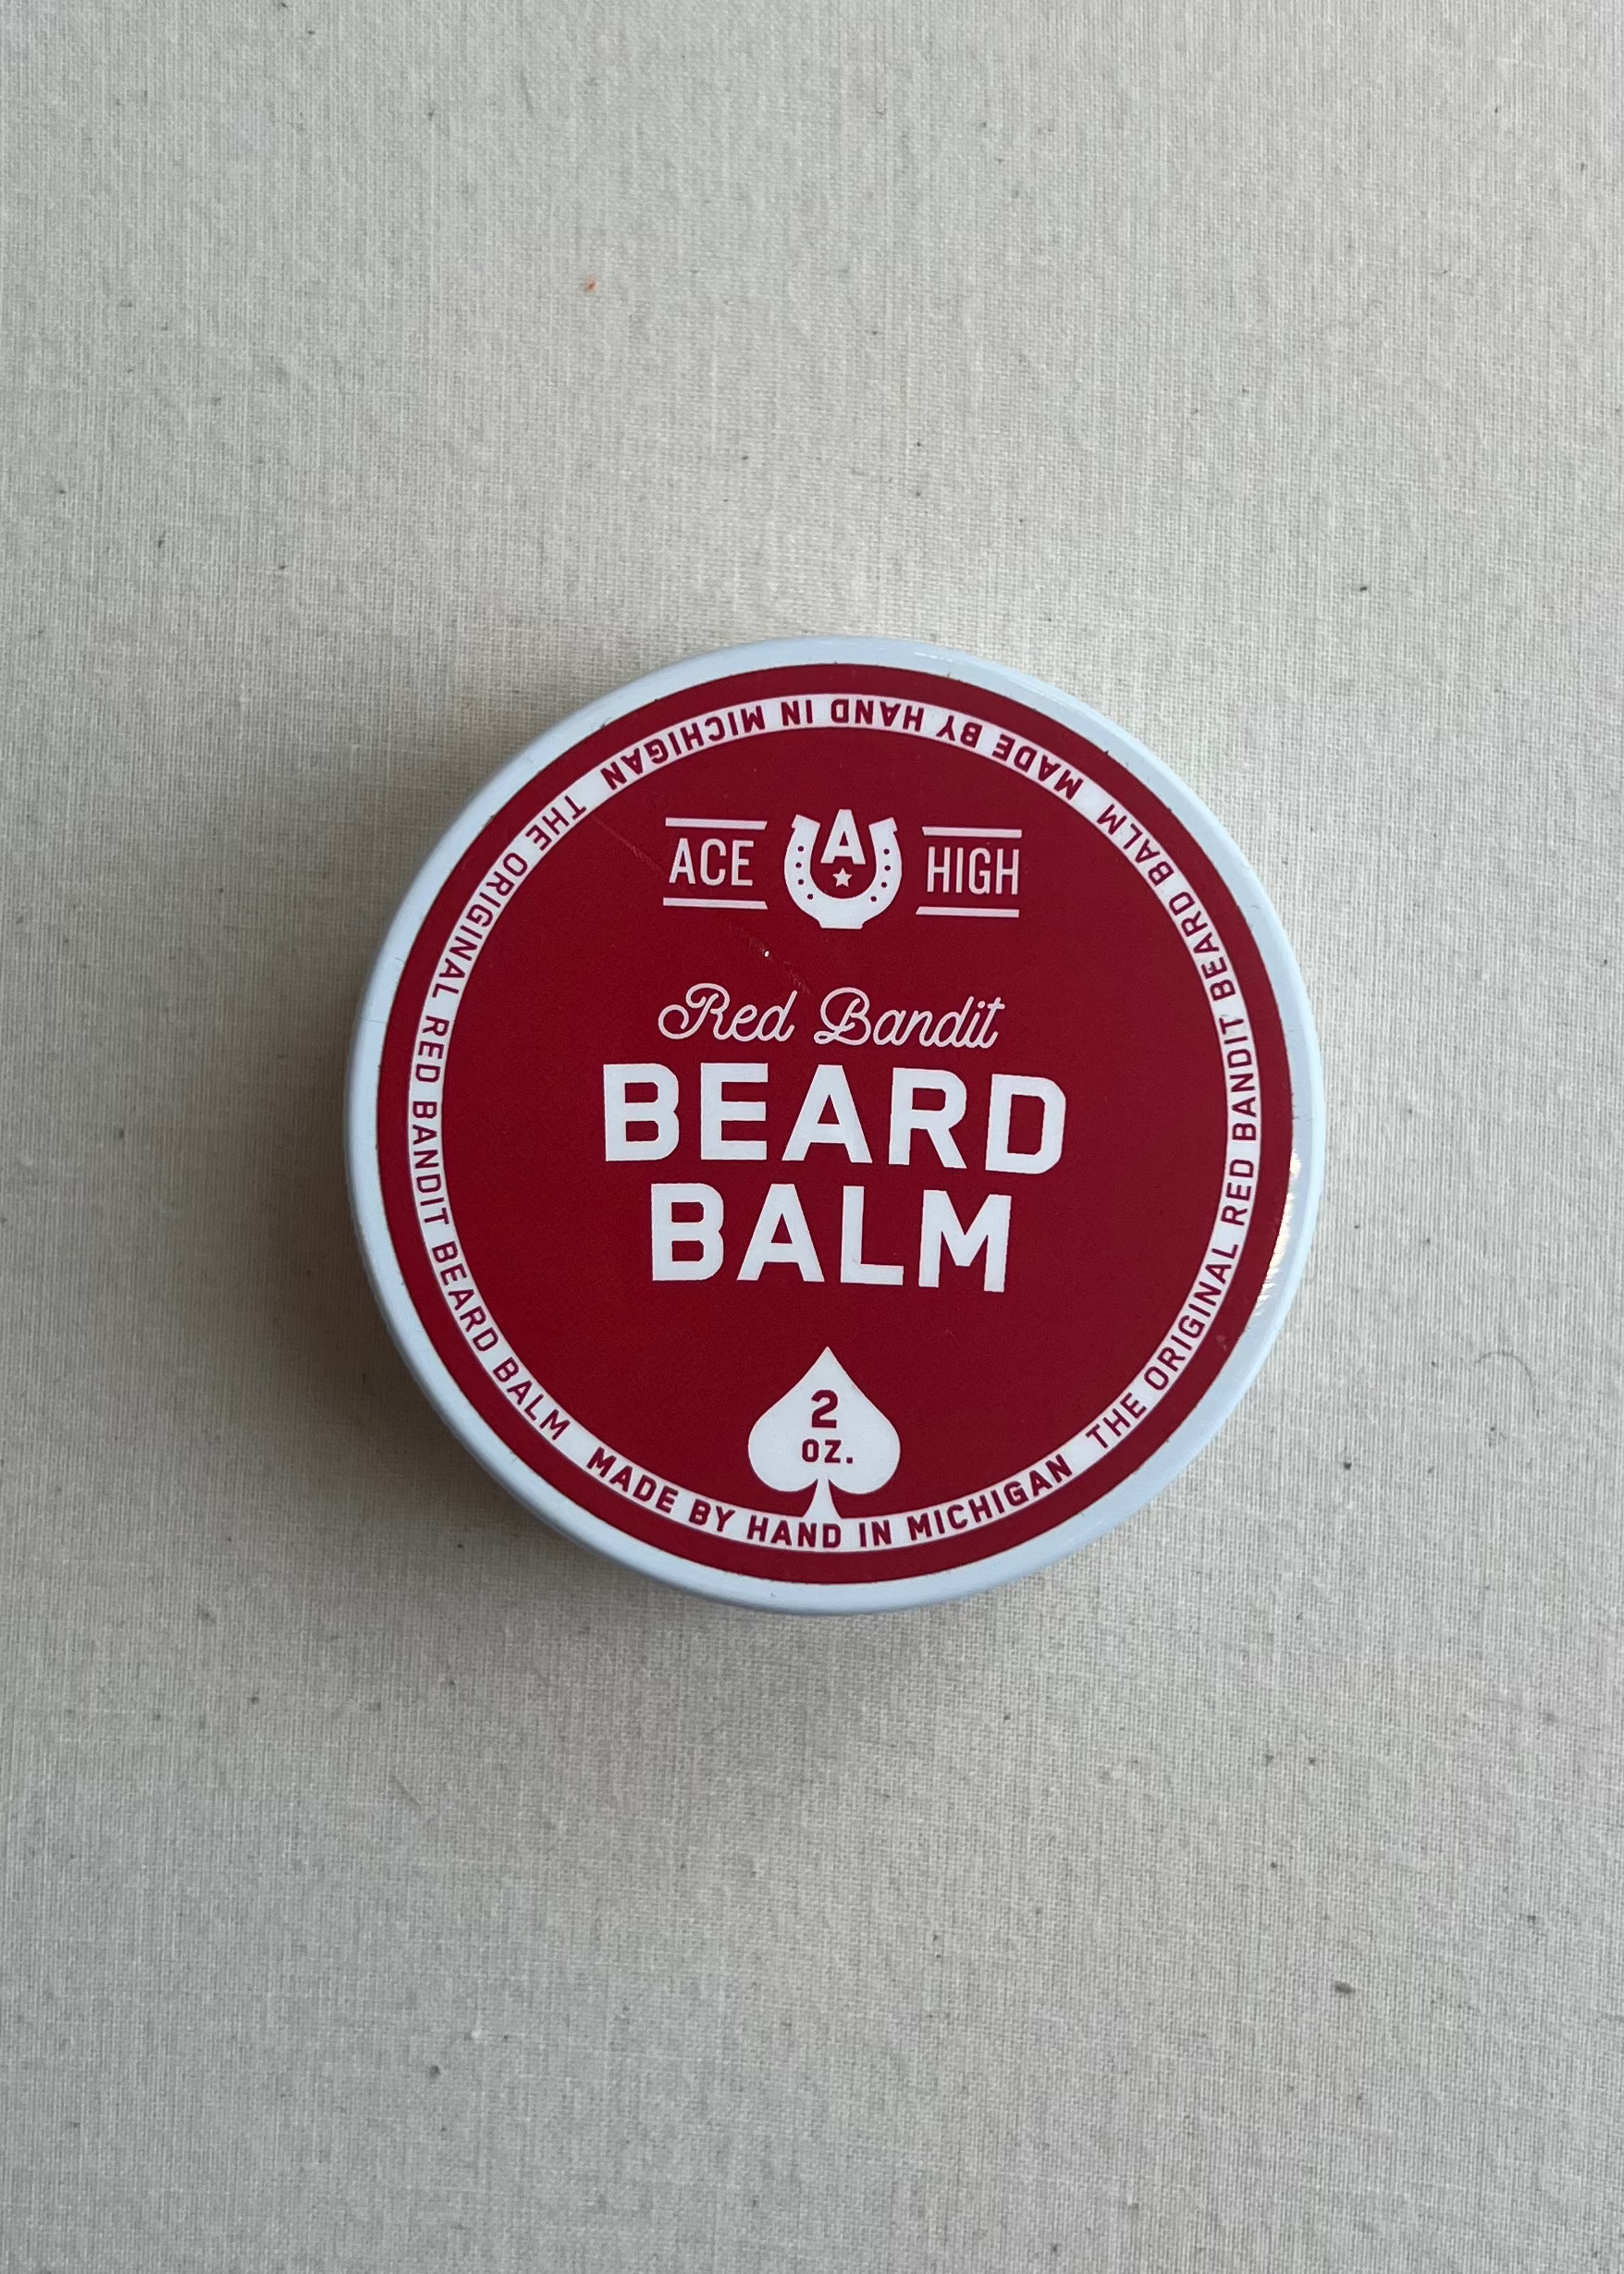 ACE A HIGH
Red Bandit
BEARD
BALM
2
OZ.
THE ORIGINAL RED BANDIT BEARD BALM MADE BY HAND IN MICHIGAN THE ORIGINAL RED BANDIT BEARD BALM MADE BY HAND IN MICHIGAN